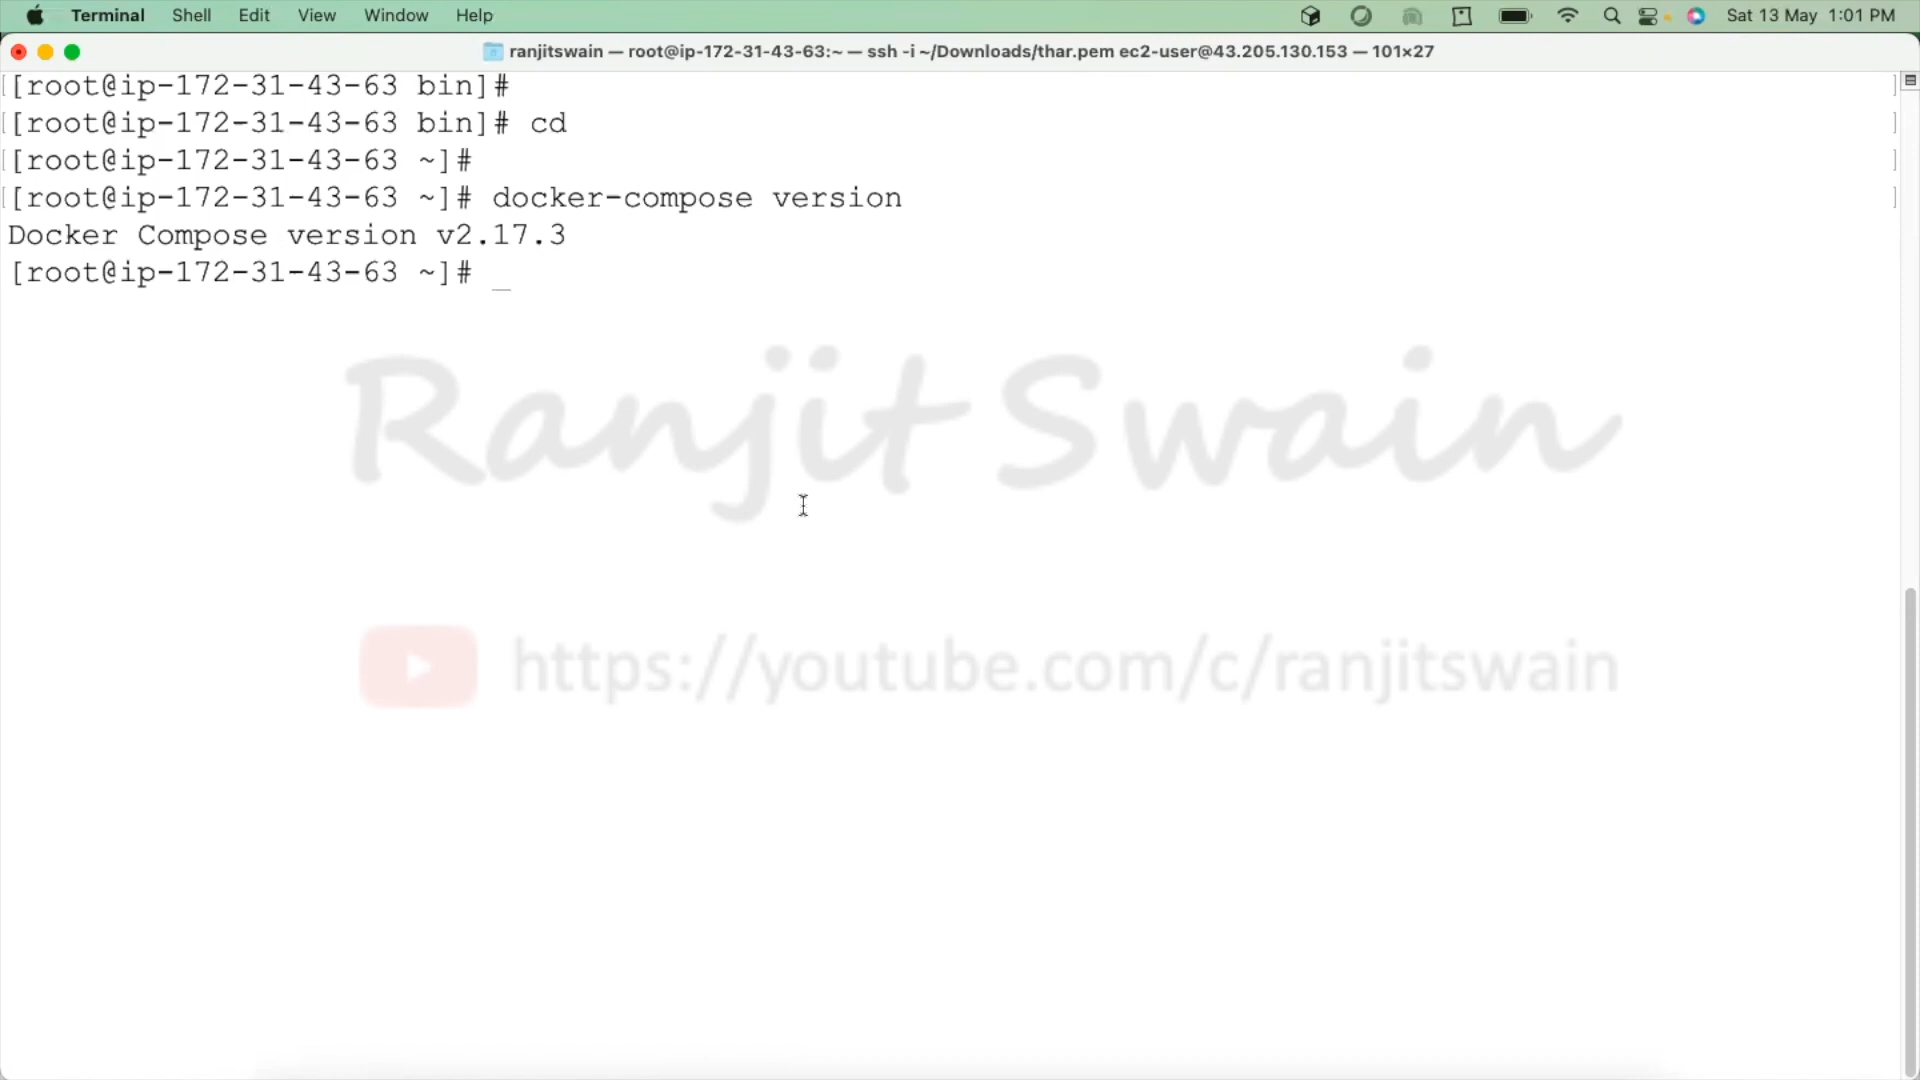 Terminal Shell Edit View Window Help Sat 13 May 1:01 PM
ranjitswain — root@ip-172-31-43-63:~ — ssh -i ~/Downloads/thar.pem ec2-user@43.205.130.153 — 101×27
[[root@ip-172-31-43-63 bin]# ]
[[root@ip-172-31-43-63 bin]# cd ]
[[root@ip-172-31-43-63 ~]# ]
[[root@ip-172-31-43-63 ~]# docker-compose version ]
Docker Compose version v2.17.3
[root@ip-172-31-43-63 ~]# _
Ranjit Swain
https://youtube.com/c/ranjitswain